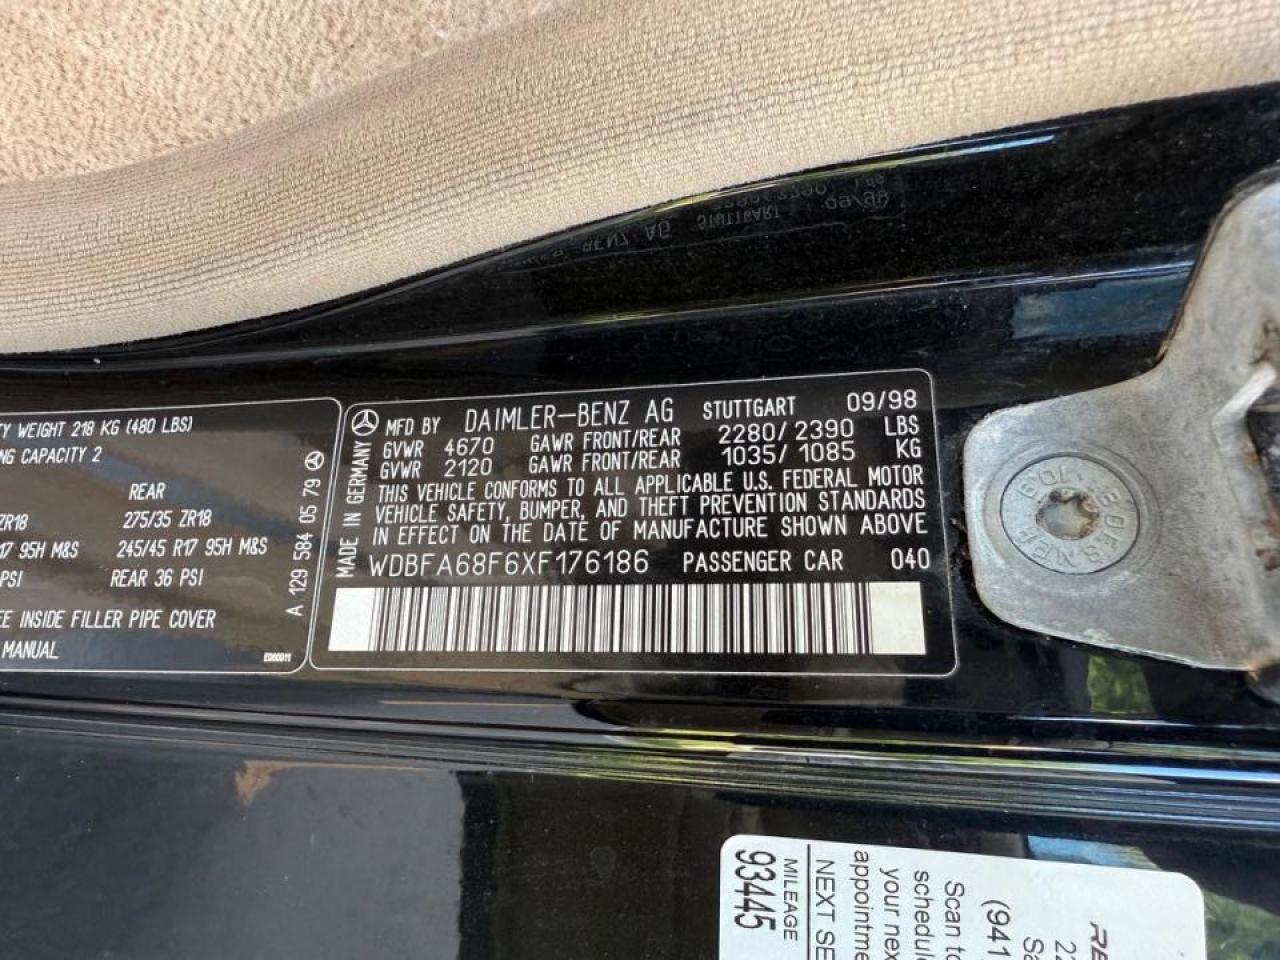 TY WEIGHT 218 KG (480 LBS)
NG CAPACITY 2
REAR
ZR18 275/35 ZR18
17 95H M&S 245/45 R17 95H M&S
PSI REAR 36 PSI
EE INSIDE FILLER PIPE COVER
MANUAL
A 129 584 05 79
MADE IN GERMANY
MFD BY DAIMLER-BENZ AG STUTTGART 09/98
GVWR 4670 GAWR FRONT/REAR 2280/2390 LBS
GVWR 2120 GAWR FRONT/REAR 1035/1085 KG
THIS VEHICLE CONFORMS TO ALL APPLICABLE U.S. FEDERAL MOTOR
VEHICLE SAFETY, BUMPER, AND THEFT PREVENTION STANDARDS
IN EFFECT ON THE DATE OF MANUFACTURE SHOWN ABOVE
WDBFA68F6XF176186 PASSENGER CAR 040
93445
MILEAGE
NEXT SE
appointme
your nex
schedul
Scan to
(941